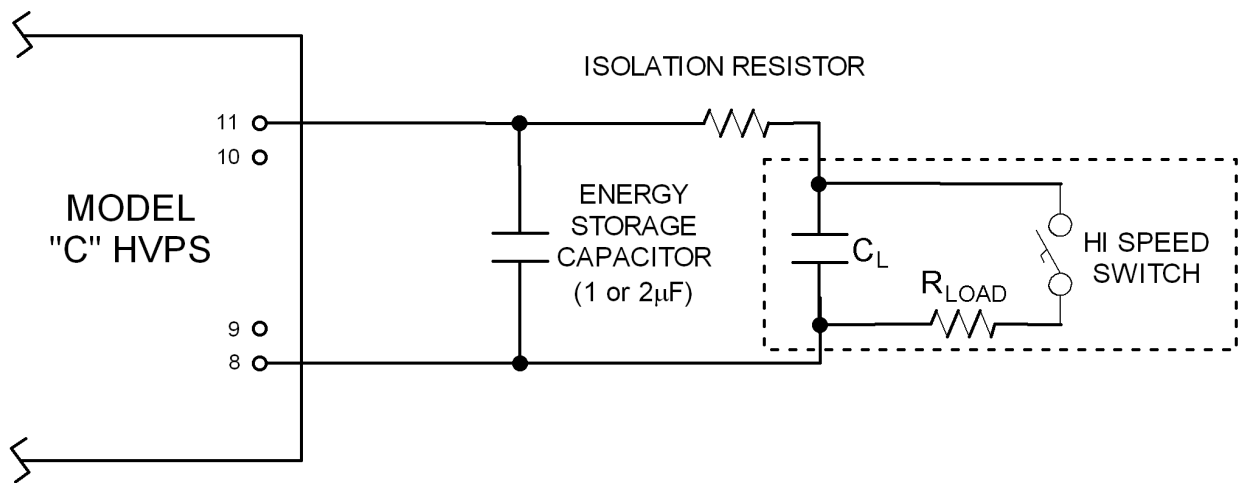 ISOLATION RESISTOR
11
10
MODEL
"C" HVPS
ENERGY
STORAGE
CAPACITOR
(1 or 2µF)
C_L
HI SPEED
SWITCH
R_LOAD
9
8